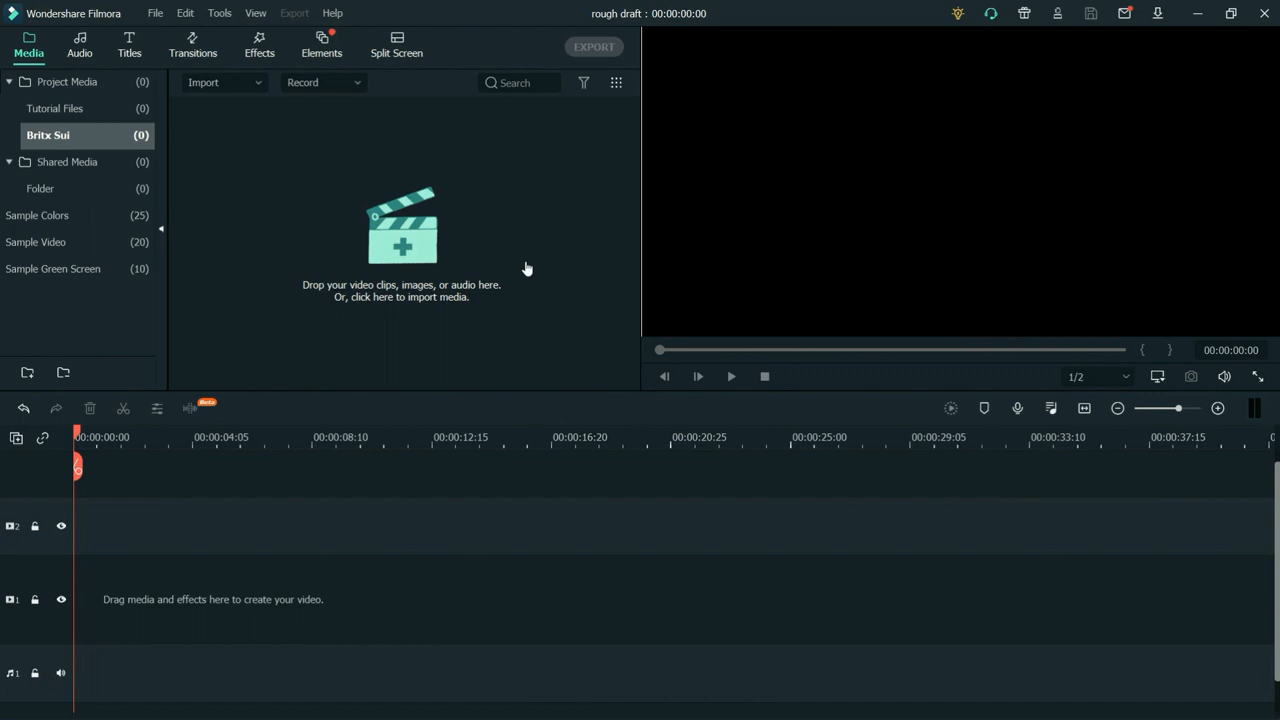 Wondershare Filmora File Edit Tools View Export Help rough draft : 00:00:00:00
Media Audio Titles Transitions Effects Elements Split Screen EXPORT
Project Media (0)
Tutorial Files (0)
Britx Sui (0)
Shared Media (0)
Folder (0)
Sample Colors (25)
Sample Video (20)
Sample Green Screen (10)
Import Record Search
Drop your video clips, images, or audio here.
Or, click here to import media.
00:00:00:00
1/2
Beta
00:00:00:00 00:00:04:05 00:00:08:10 00:00:12:15 00:00:16:20 00:00:20:25 00:00:25:00 00:00:29:05 00:00:33:10 00:00:37:15
2
1 Drag media and effects here to create your video.
1